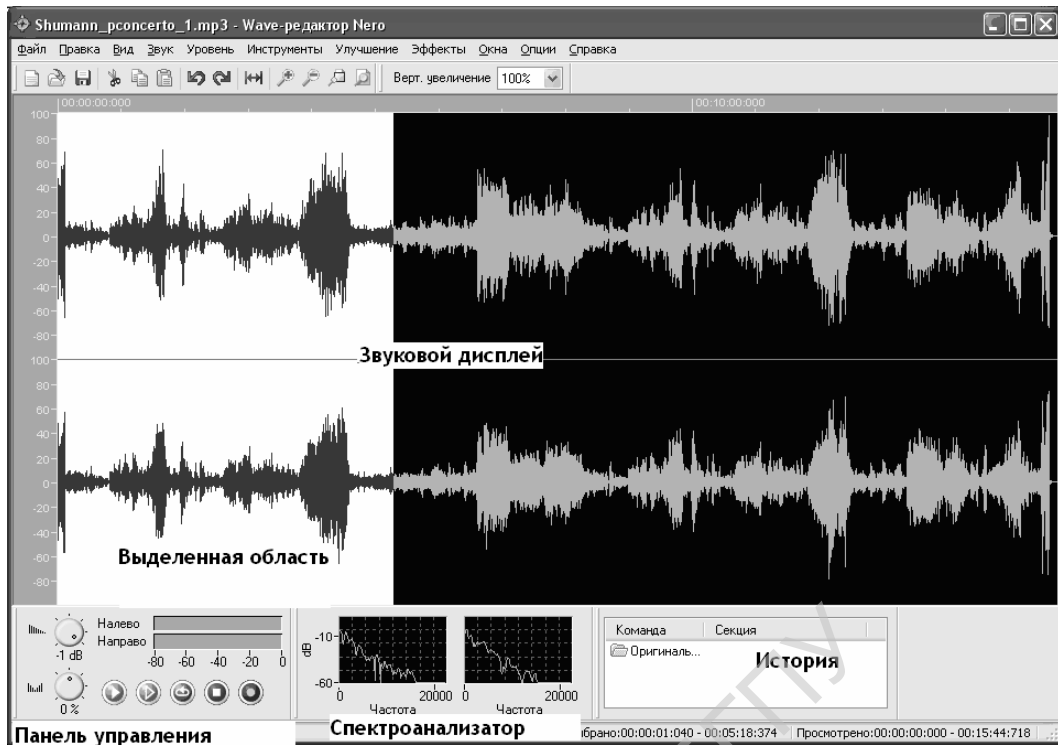 Shumann_pconcerto_1.mp3 - Wave-редактор Nero
Файл Правка Вид Звук Уровень Инструменты Улучшение Эффекты Окна Опции Справка
Верт. увеличение 100%
00:00:00:000 00:10:00:000
100
80
60
40
20
0
-20
-40
-60
-80
Звуковой дисплей
100
80
60
40
20
0
-20
-40
-60
-80
Выделенная область
Налево
Направо
-1 dB
-80 -60 -40 -20 0
0 %
Панель управления
dB
-10
-60
0 20000 0 20000
Частота Частота
Спектроанализатор
Команда Секция
Оригиналь...
История
брано:00:00:01:040 - 00:05:18:374 Просмотрено:00:00:00:000 - 00:15:44:718